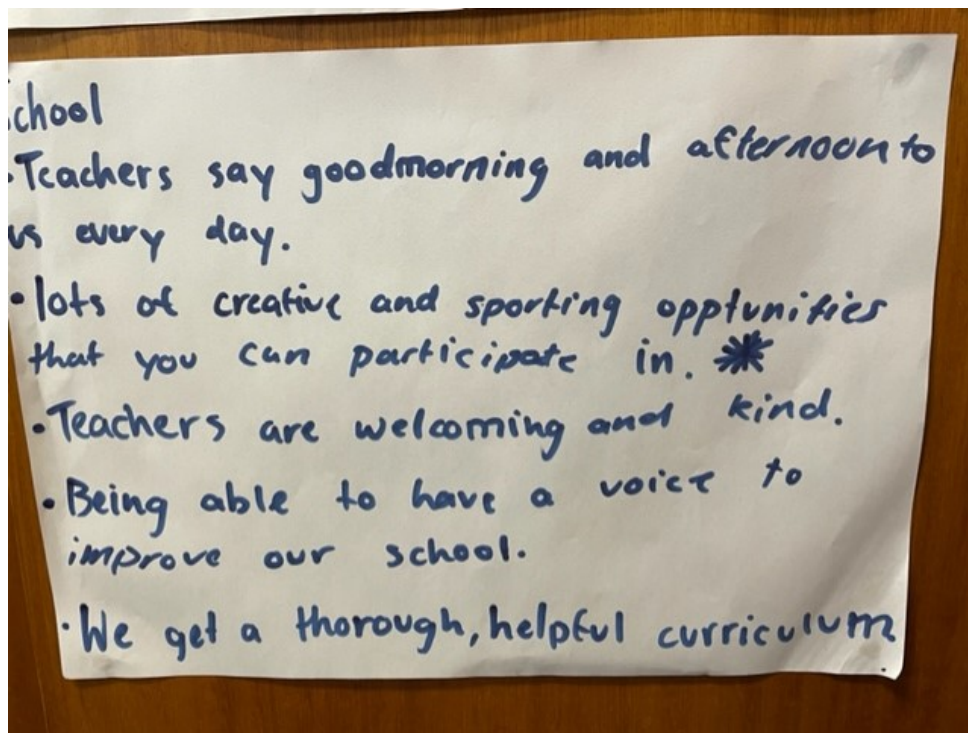 School
• Teachers say goodmorning and afternoon to
us every day.
• lots of creative and sporting opptunities
that you can participate in. ✷
• Teachers are welcoming and kind.
• Being able to have a voice to
improve our school.
• We get a thorough, helpful curriculum